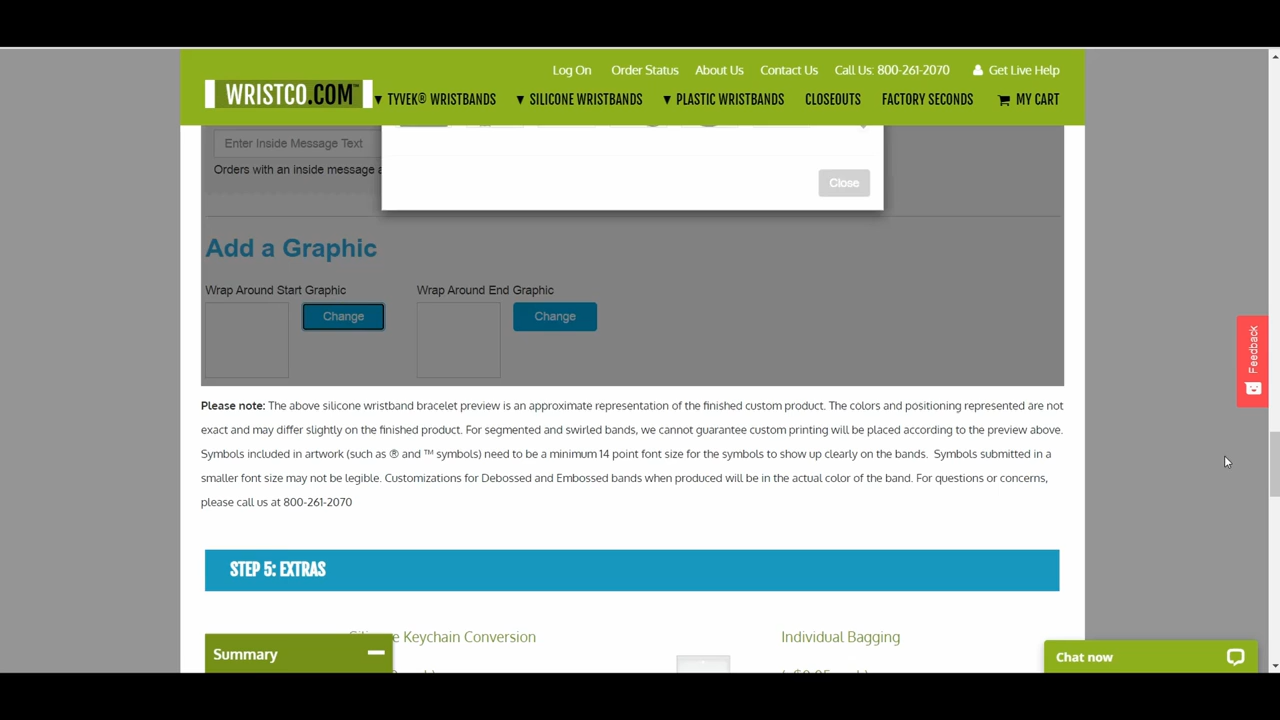 Log On Order Status About Us Contact Us Call Us: 800-261-2070 Get Live Help
WRISTCO.COM™ ▼ TYVEK® WRISTBANDS ▼ SILICONE WRISTBANDS ▼ PLASTIC WRISTBANDS CLOSEOUTS FACTORY SECONDS MY CART
Enter Inside Message Text
Orders with an inside message
Close
Add a Graphic
Wrap Around Start Graphic Wrap Around End Graphic
Change Change
Feedback
Please note: The above silicone wristband bracelet preview is an approximate representation of the finished custom product. The colors and positioning represented are not
exact and may differ slightly on the finished product. For segmented and swirled bands, we cannot guarantee custom printing will be placed according to the preview above.
Symbols included in artwork (such as ® and ™ symbols) need to be a minimum 14 point font size for the symbols to show up clearly on the bands. Symbols submitted in a
smaller font size may not be legible. Customizations for Debossed and Embossed bands when produced will be in the actual color of the band. For questions or concerns,
please call us at 800-261-2070
STEP 5: EXTRAS
Keychain Conversion Individual Bagging
Summary
Chat now